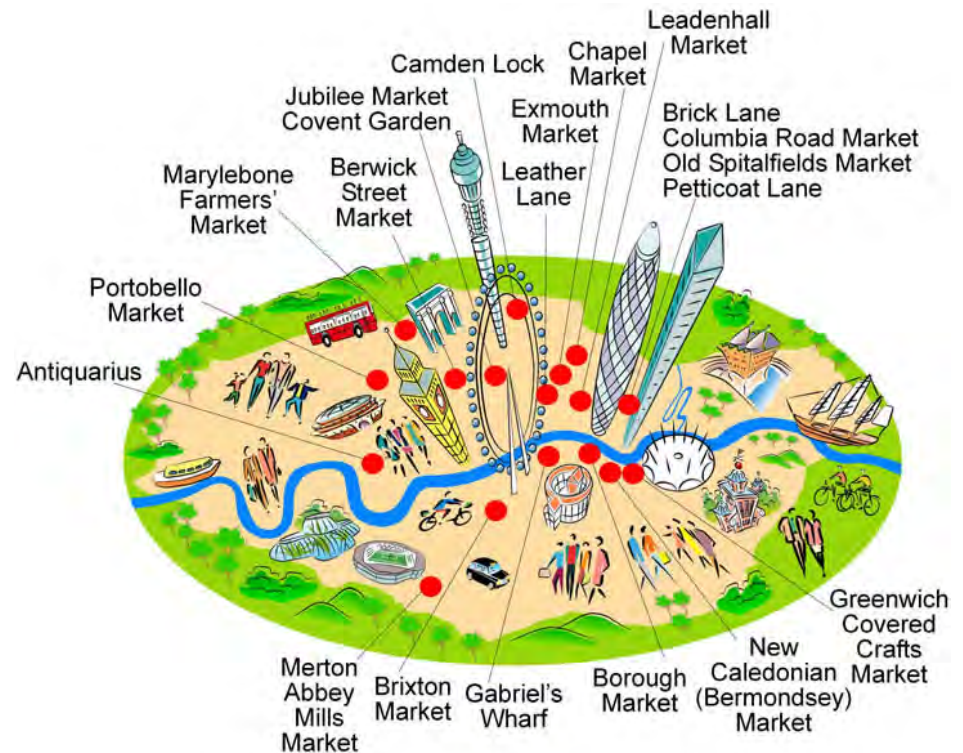 Leadenhall
Market
Chapel
Market
Camden Lock
Jubilee Market
Covent Garden
Exmouth
Market
Brick Lane
Columbia Road Market
Old Spitalfields Market
Petticoat Lane
Marylebone
Farmers'
Market
Berwick
Street
Market
Leather
Lane
Portobello
Market
Antiquarius
Merton
Abbey
Mills
Market
Brixton
Market
Gabriel's
Wharf
Borough
Market
New
Caledonian
(Bermondsey)
Market
Greenwich
Covered
Crafts
Market